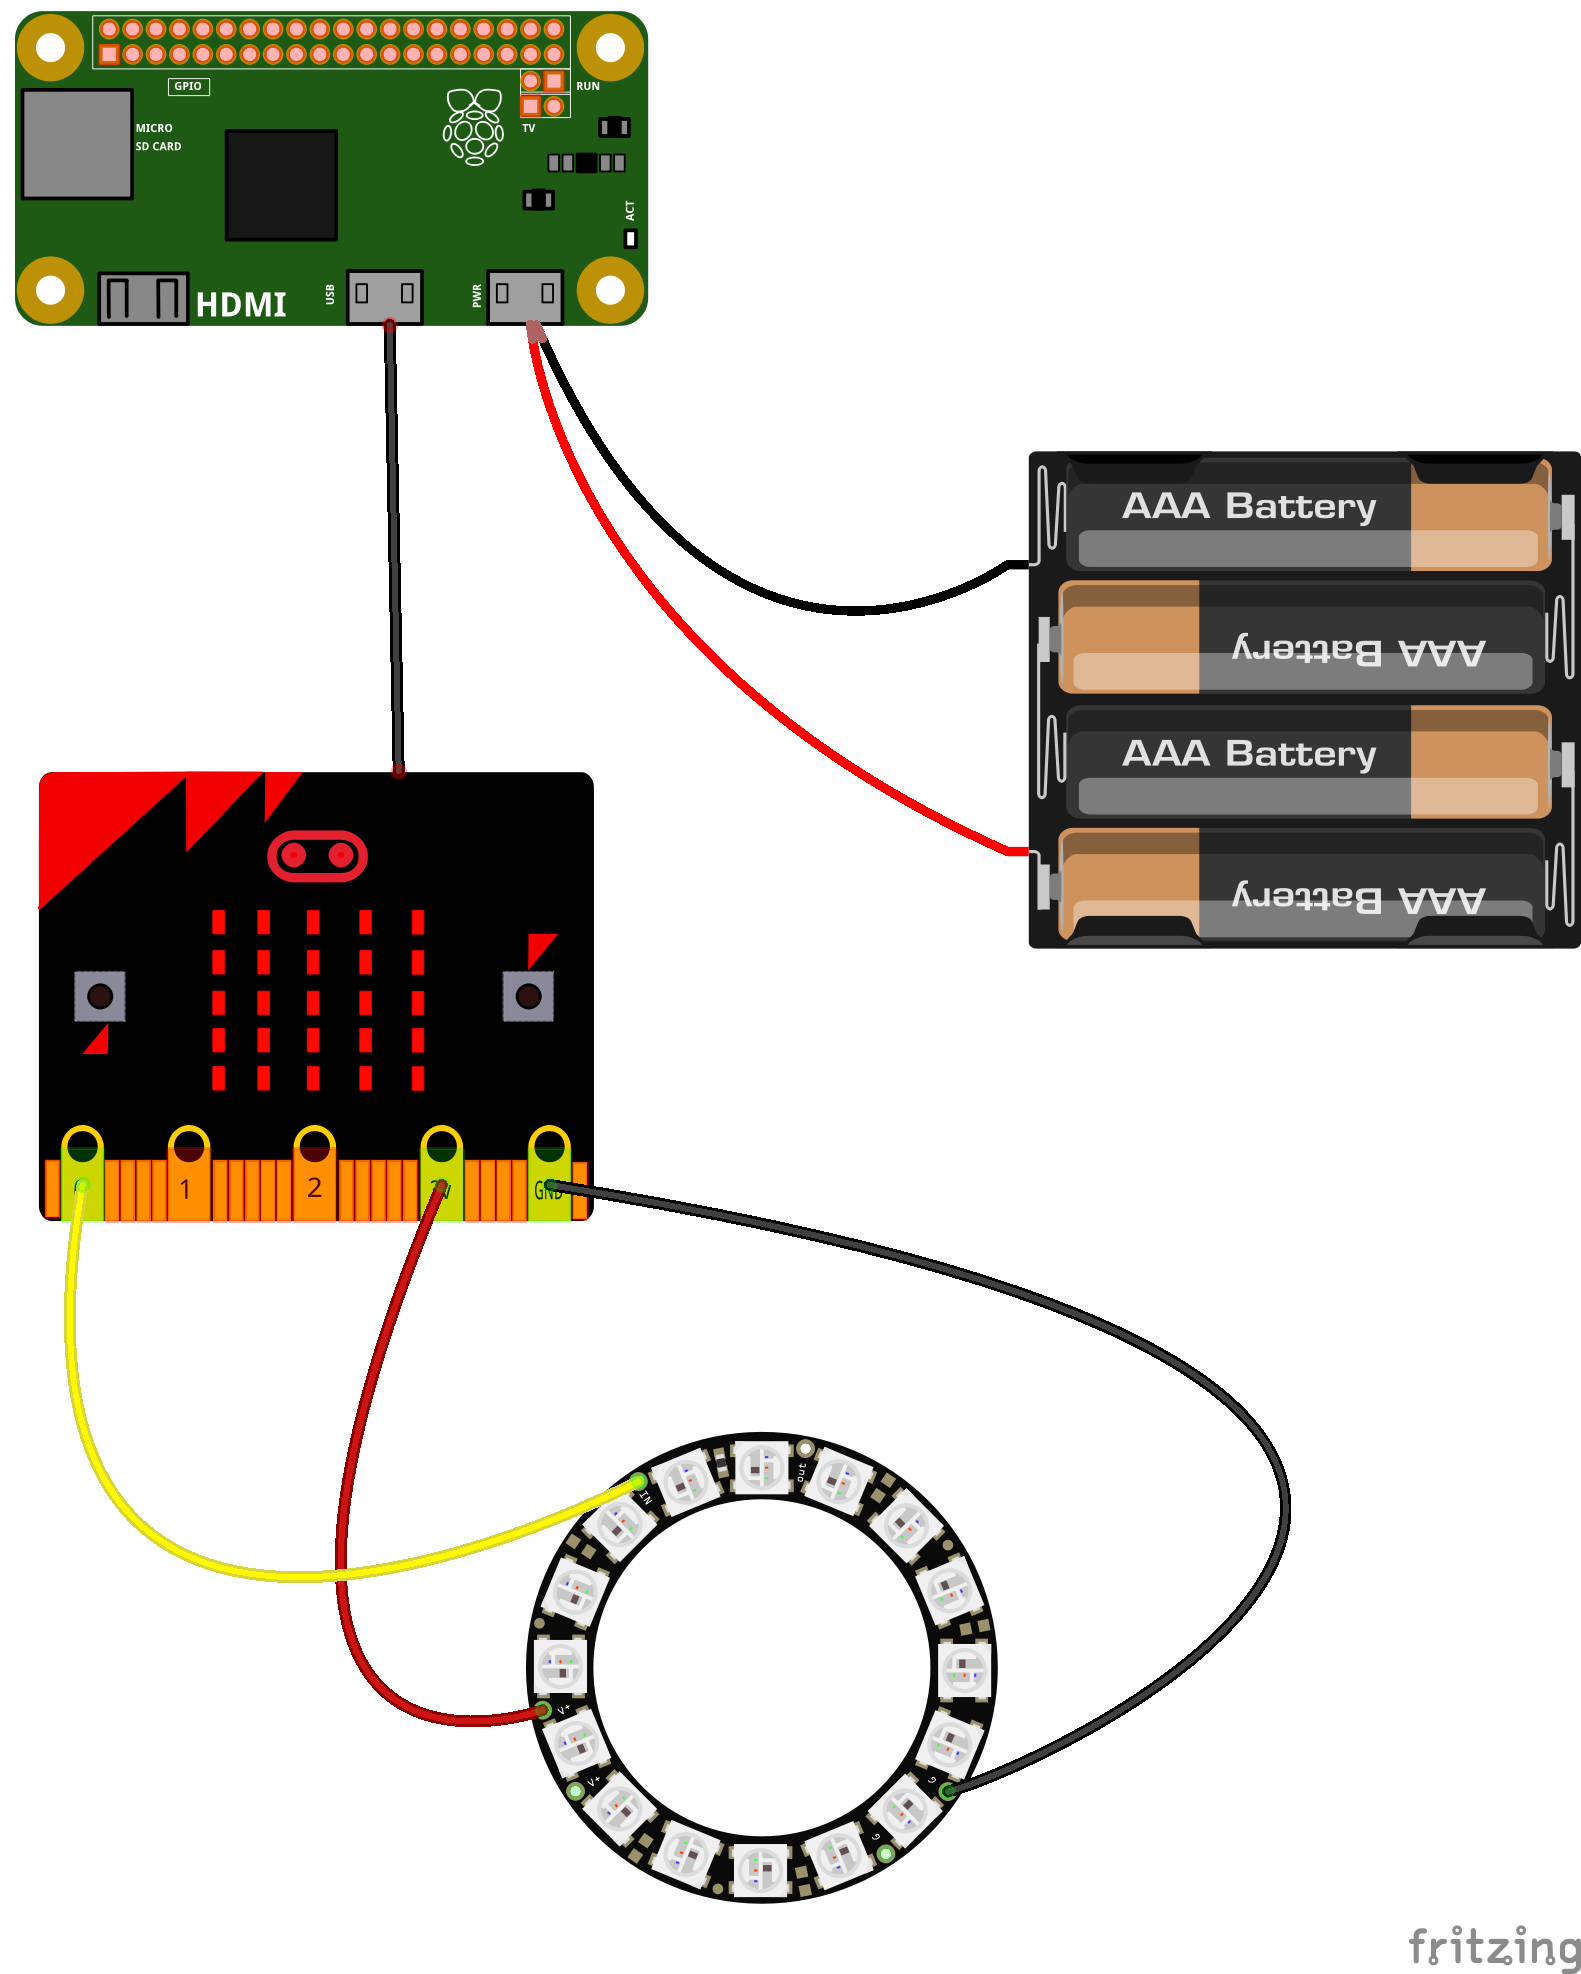 GPIO
RUN
MICRO
SD CARD
TV
ACT
HDMI
USB
PWR
AAA Battery
AAA Battery
AAA Battery
AAA Battery
1
2
GND
IN
out
V+
V+
G
G
fritzing